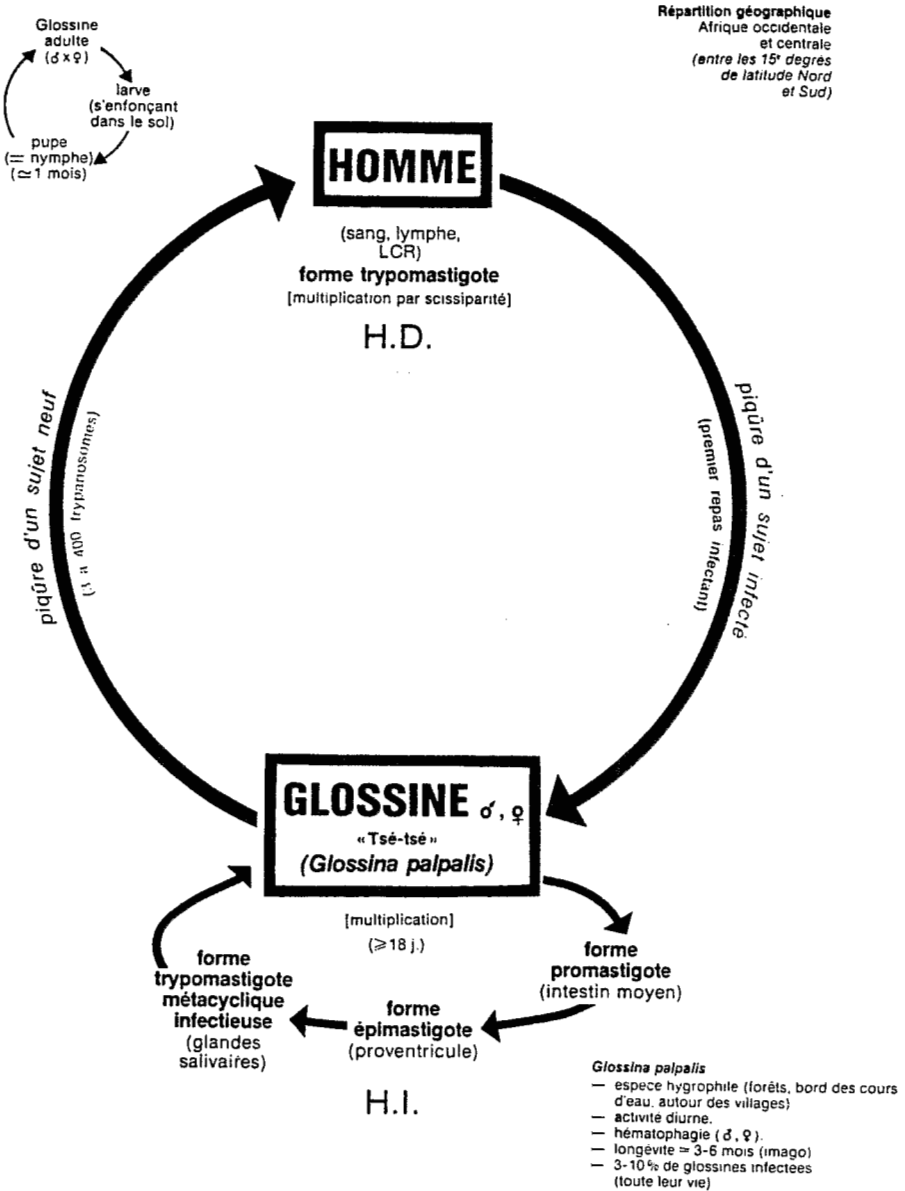 Glossine
adulte
(♂ x ♀)
larve
(s'enfonçant
dans le sol)
pupe
(= nymphe)
(≃ 1 mois)
Répartition géographique
Afrique occidentale
et centrale
(entre les 15e degrés
de latitude Nord
et Sud)
HOMME
(sang, lymphe,
LCR)
forme trypomastigote
[multiplication par scissiparité]
H.D.
piqûre d'un sujet neuf
400 trypanosomes)
piqûre d'un sujet infecté
(premier repas infectant)
GLOSSINE ♂, ♀
« Tsé-tsé »
(Glossina palpalis)
[multiplication]
(⩾ 18 j.)
forme
promastigote
(intestin moyen)
forme
épimastigote
(proventricule)
forme
trypomastigote
métacyclique
infectieuse
(glandes
salivaires)
H.I.
Glossina palpalis
— espece hygrophile (forêts, bord des cours
d'eau, autour des villages)
— activité diurne.
— hématophagie (♂, ♀).
— longévite ≃ 3-6 mois (imago)
— 3-10 % de glossines infectees
(toute leur vie)